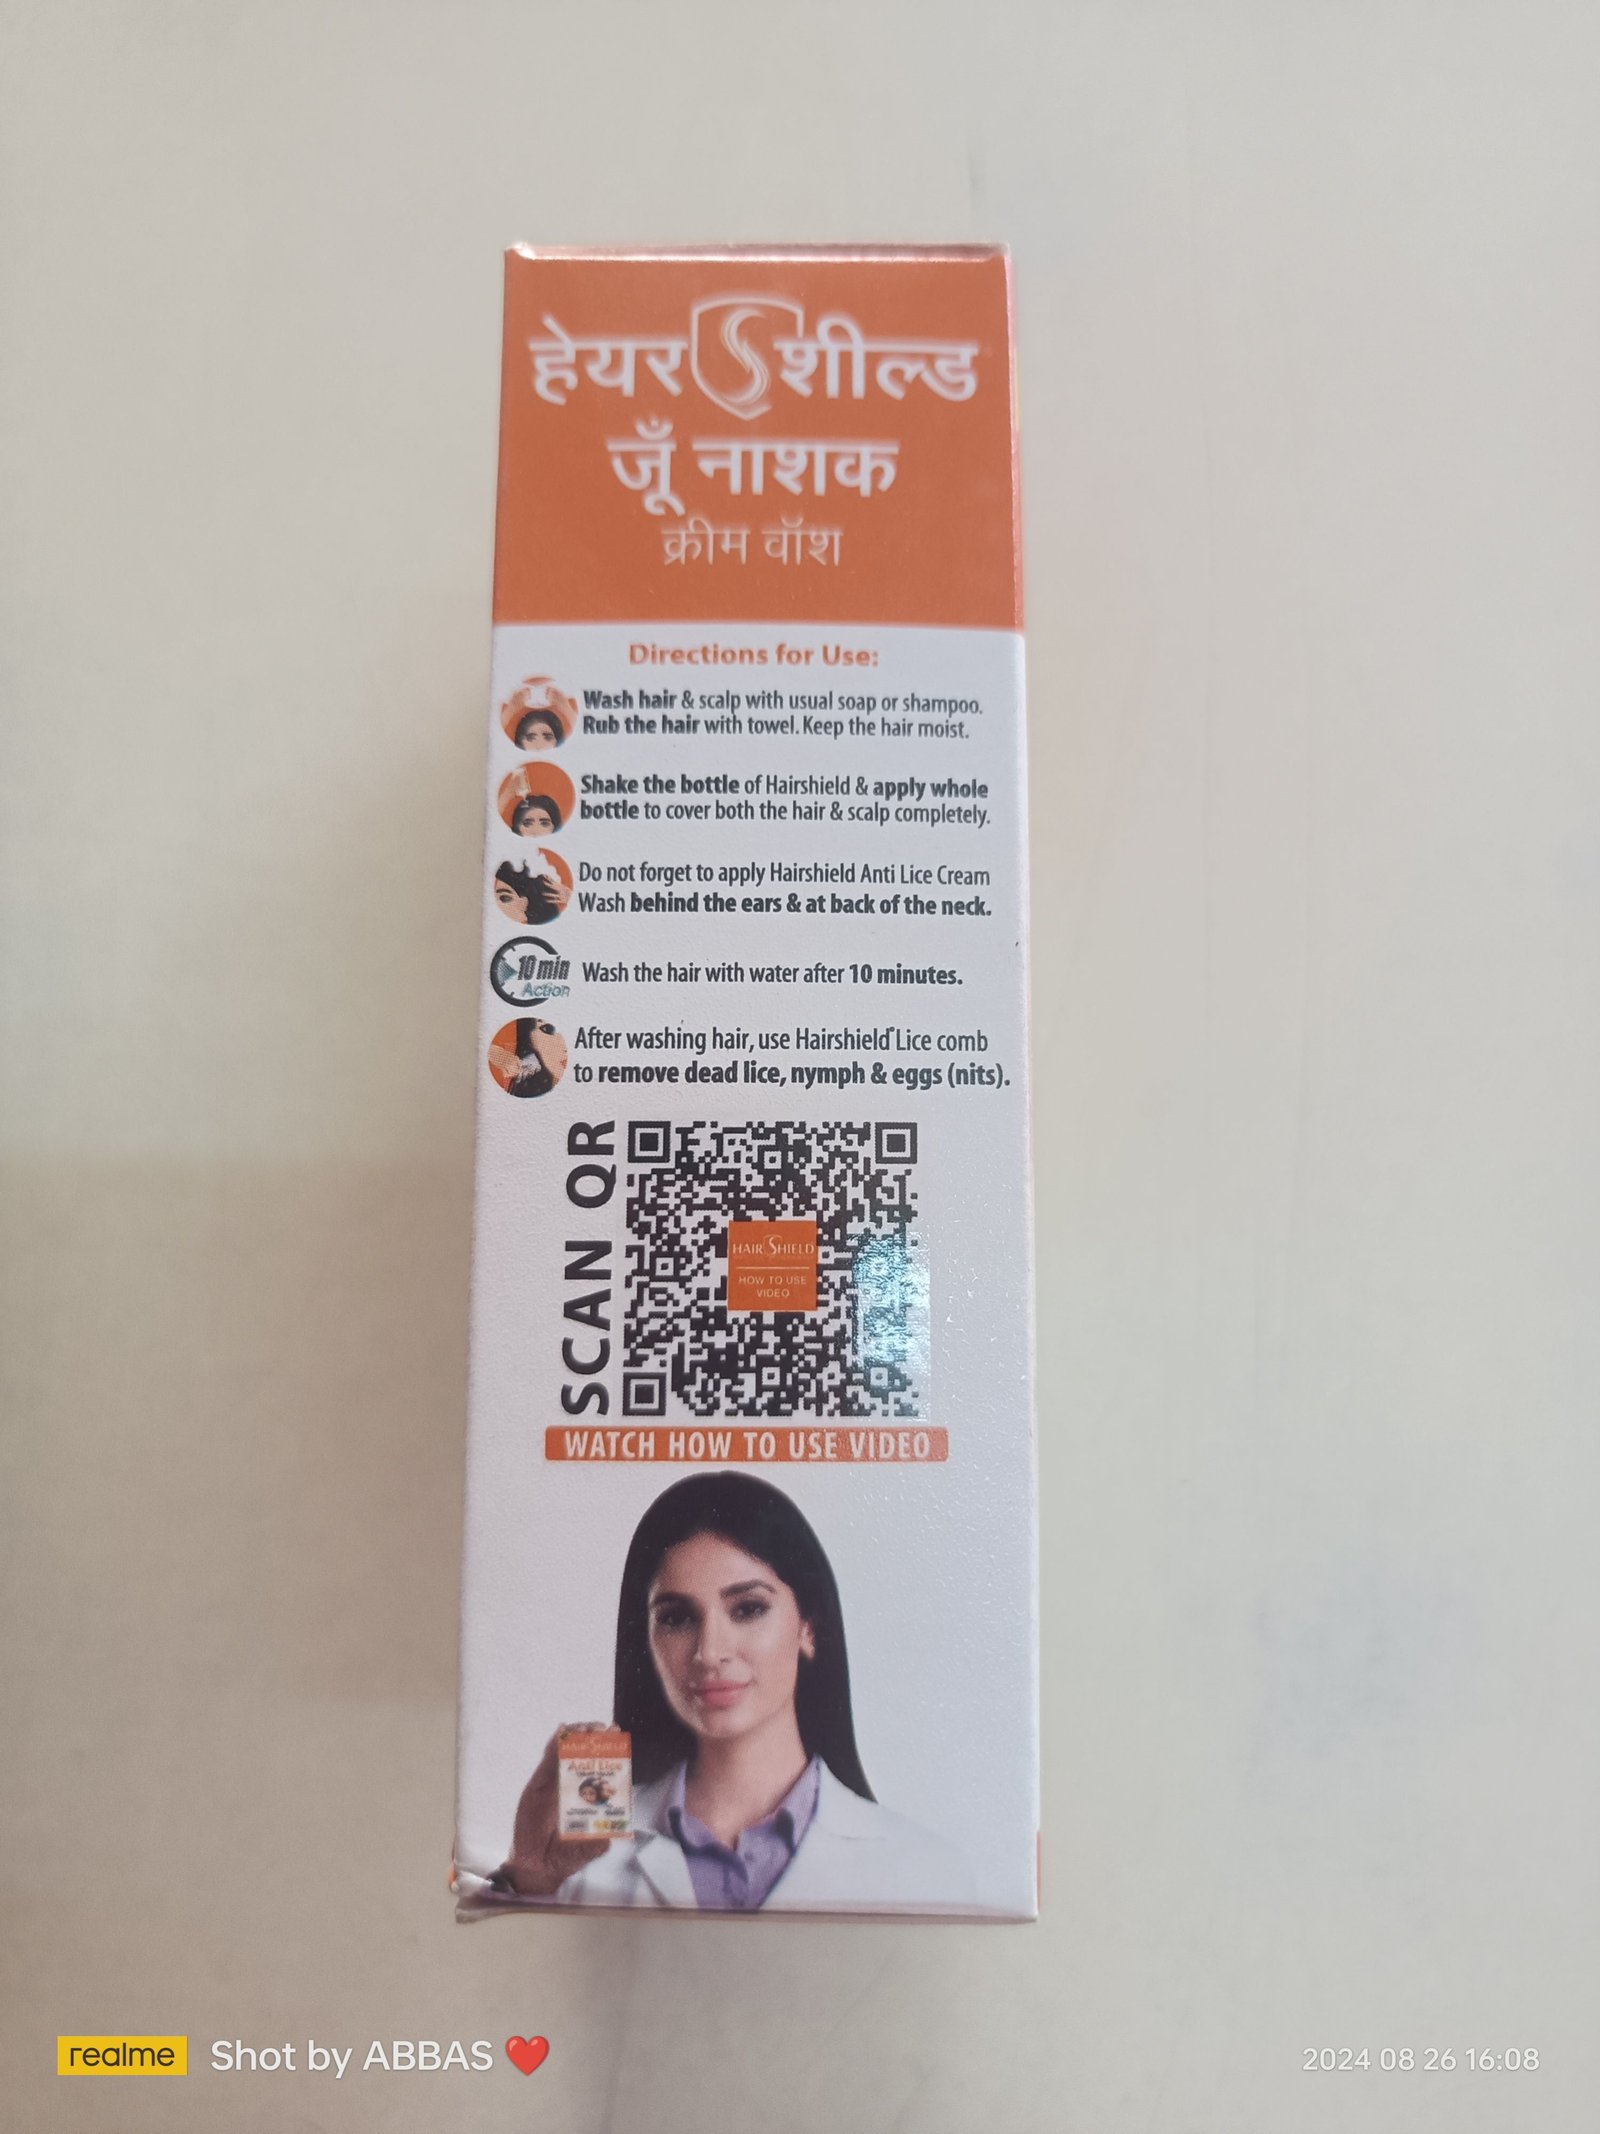 हेयर शील्ड
जूँ नाशक
क्रीम वॉश
Directions for Use:
Wash hair & scalp with usual soap or shampoo.
Rub the hair with towel. Keep the hair moist.
Shake the bottle of Hairshield & apply whole
bottle to cover both the hair & scalp completely.
Do not forget to apply Hairshield Anti Lice Cream
Wash behind the ears & at back of the neck.
10 min
Action
Wash the hair with water after 10 minutes.
After washing hair, use Hairshield® Lice comb
to remove dead lice, nymph & eggs (nits).
SCAN QR
HAIR SHIELD
HOW TO USE
VIDEO
WATCH HOW TO USE VIDEO
HAIR SHIELD
Anti Lice
realme
Shot by ABBAS ❤️
2024 08 26 16:08